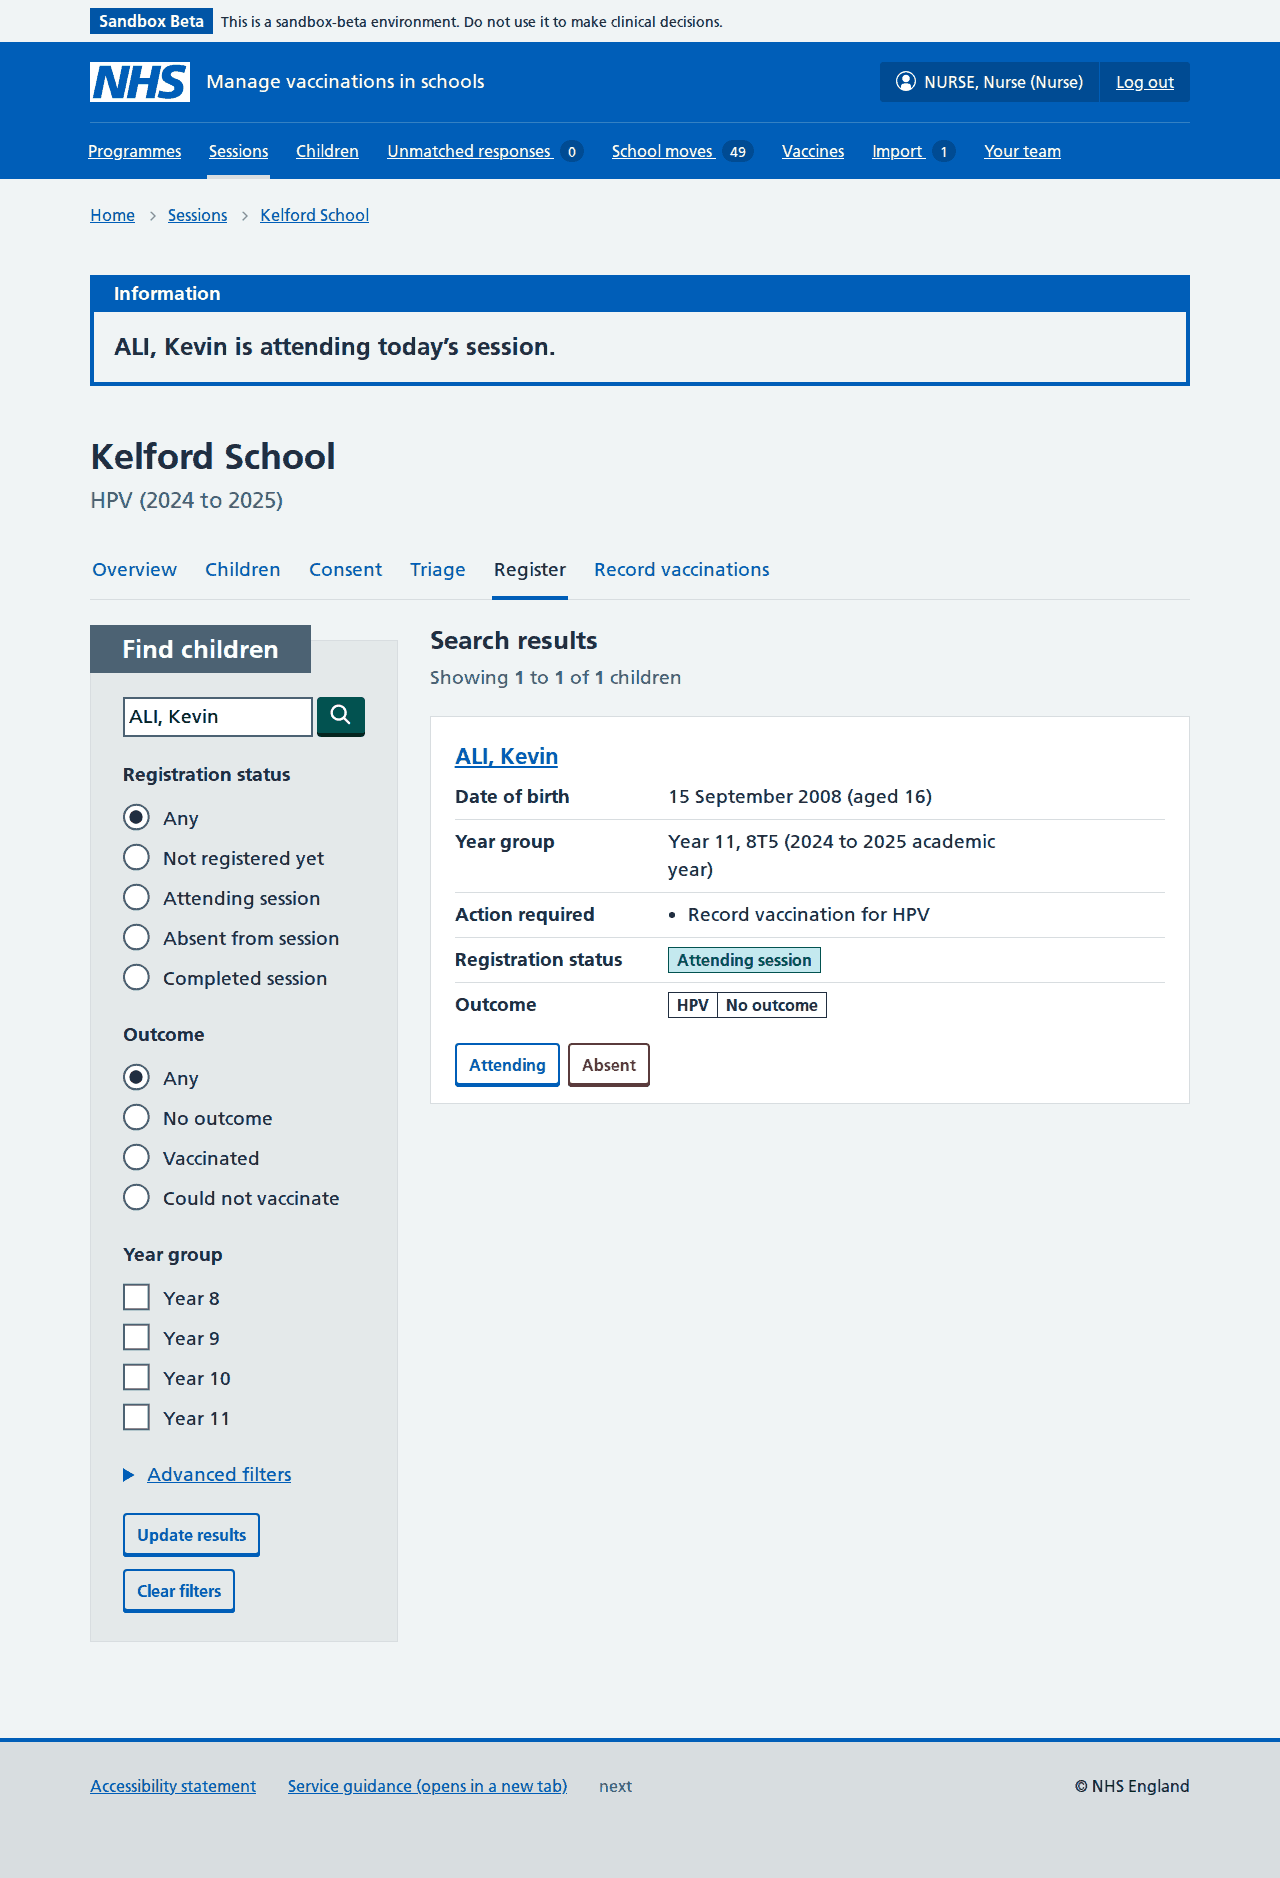 Sandbox Beta This is a sandbox-beta environment. Do not use it to make clinical decisions.
NHS Manage vaccinations in schools NURSE, Nurse (Nurse) Log out
Programmes Sessions Children Unmatched responses 0 School moves 49 Vaccines Import 1 Your team
Home Sessions Kelford School
Information
ALI, Kevin is attending today’s session.
Kelford School
HPV (2024 to 2025)
Overview Children Consent Triage Register Record vaccinations
Find children
ALI, Kevin
Registration status
Any
Not registered yet
Attending session
Absent from session
Completed session
Outcome
Any
No outcome
Vaccinated
Could not vaccinate
Year group
Year 8
Year 9
Year 10
Year 11
Advanced filters
Update results
Clear filters
Search results
Showing 1 to 1 of 1 children
ALI, Kevin
Date of birth 15 September 2008 (aged 16)
Year group Year 11, 8T5 (2024 to 2025 academic
year)
Action required • Record vaccination for HPV
Registration status Attending session
Outcome HPV No outcome
Attending Absent
Accessibility statement Service guidance (opens in a new tab) next © NHS England